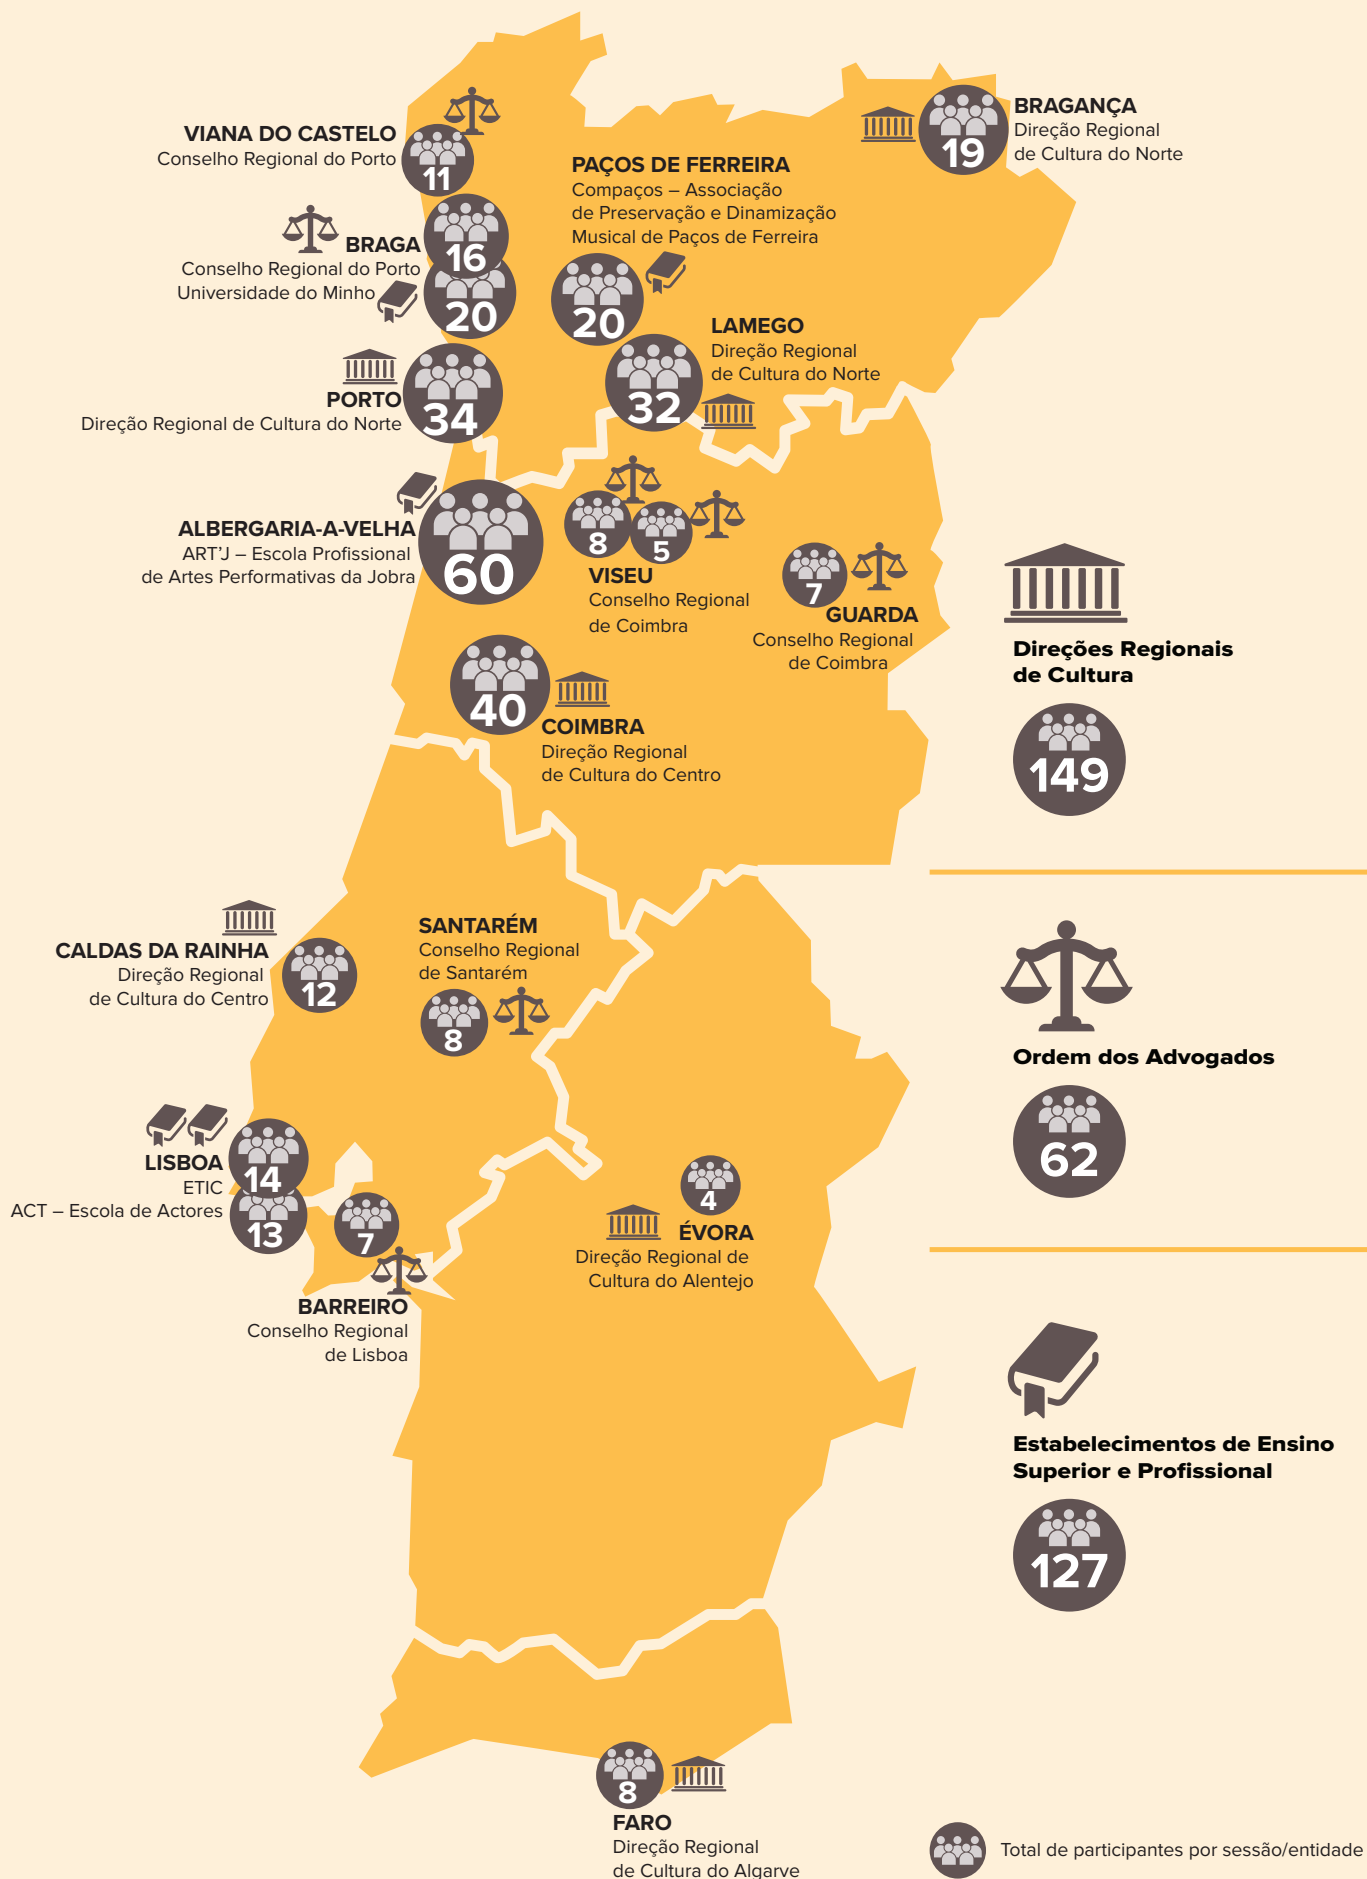 VIANA DO CASTELO
Conselho Regional do Porto
11
BRAGANÇA
Direção Regional
de Cultura do Norte
19
PAÇOS DE FERREIRA
Compaços – Associação
de Preservação e Dinamização
Musical de Paços de Ferreira
20
BRAGA
Conselho Regional do Porto
Universidade do Minho
16
20
LAMEGO
Direção Regional
de Cultura do Norte
32
PORTO
Direção Regional de Cultura do Norte
34
ALBERGARIA-A-VELHA
ART'J – Escola Profissional
de Artes Performativas da Jobra
60
8
5
VISEU
Conselho Regional
de Coimbra
7
GUARDA
Conselho Regional
de Coimbra
40
COIMBRA
Direção Regional
de Cultura do Centro
Direções Regionais
de Cultura
149
CALDAS DA RAINHA
Direção Regional
de Cultura do Centro
12
SANTARÉM
Conselho Regional
de Santarém
8
Ordem dos Advogados
62
LISBOA
ETIC
ACT – Escola de Actores
14
13
7
BARREIRO
Conselho Regional
de Lisboa
4
ÉVORA
Direção Regional de
Cultura do Alentejo
Estabelecimentos de Ensino
Superior e Profissional
127
8
FARO
Direção Regional
de Cultura do Algarve
Total de participantes por sessão/entidade